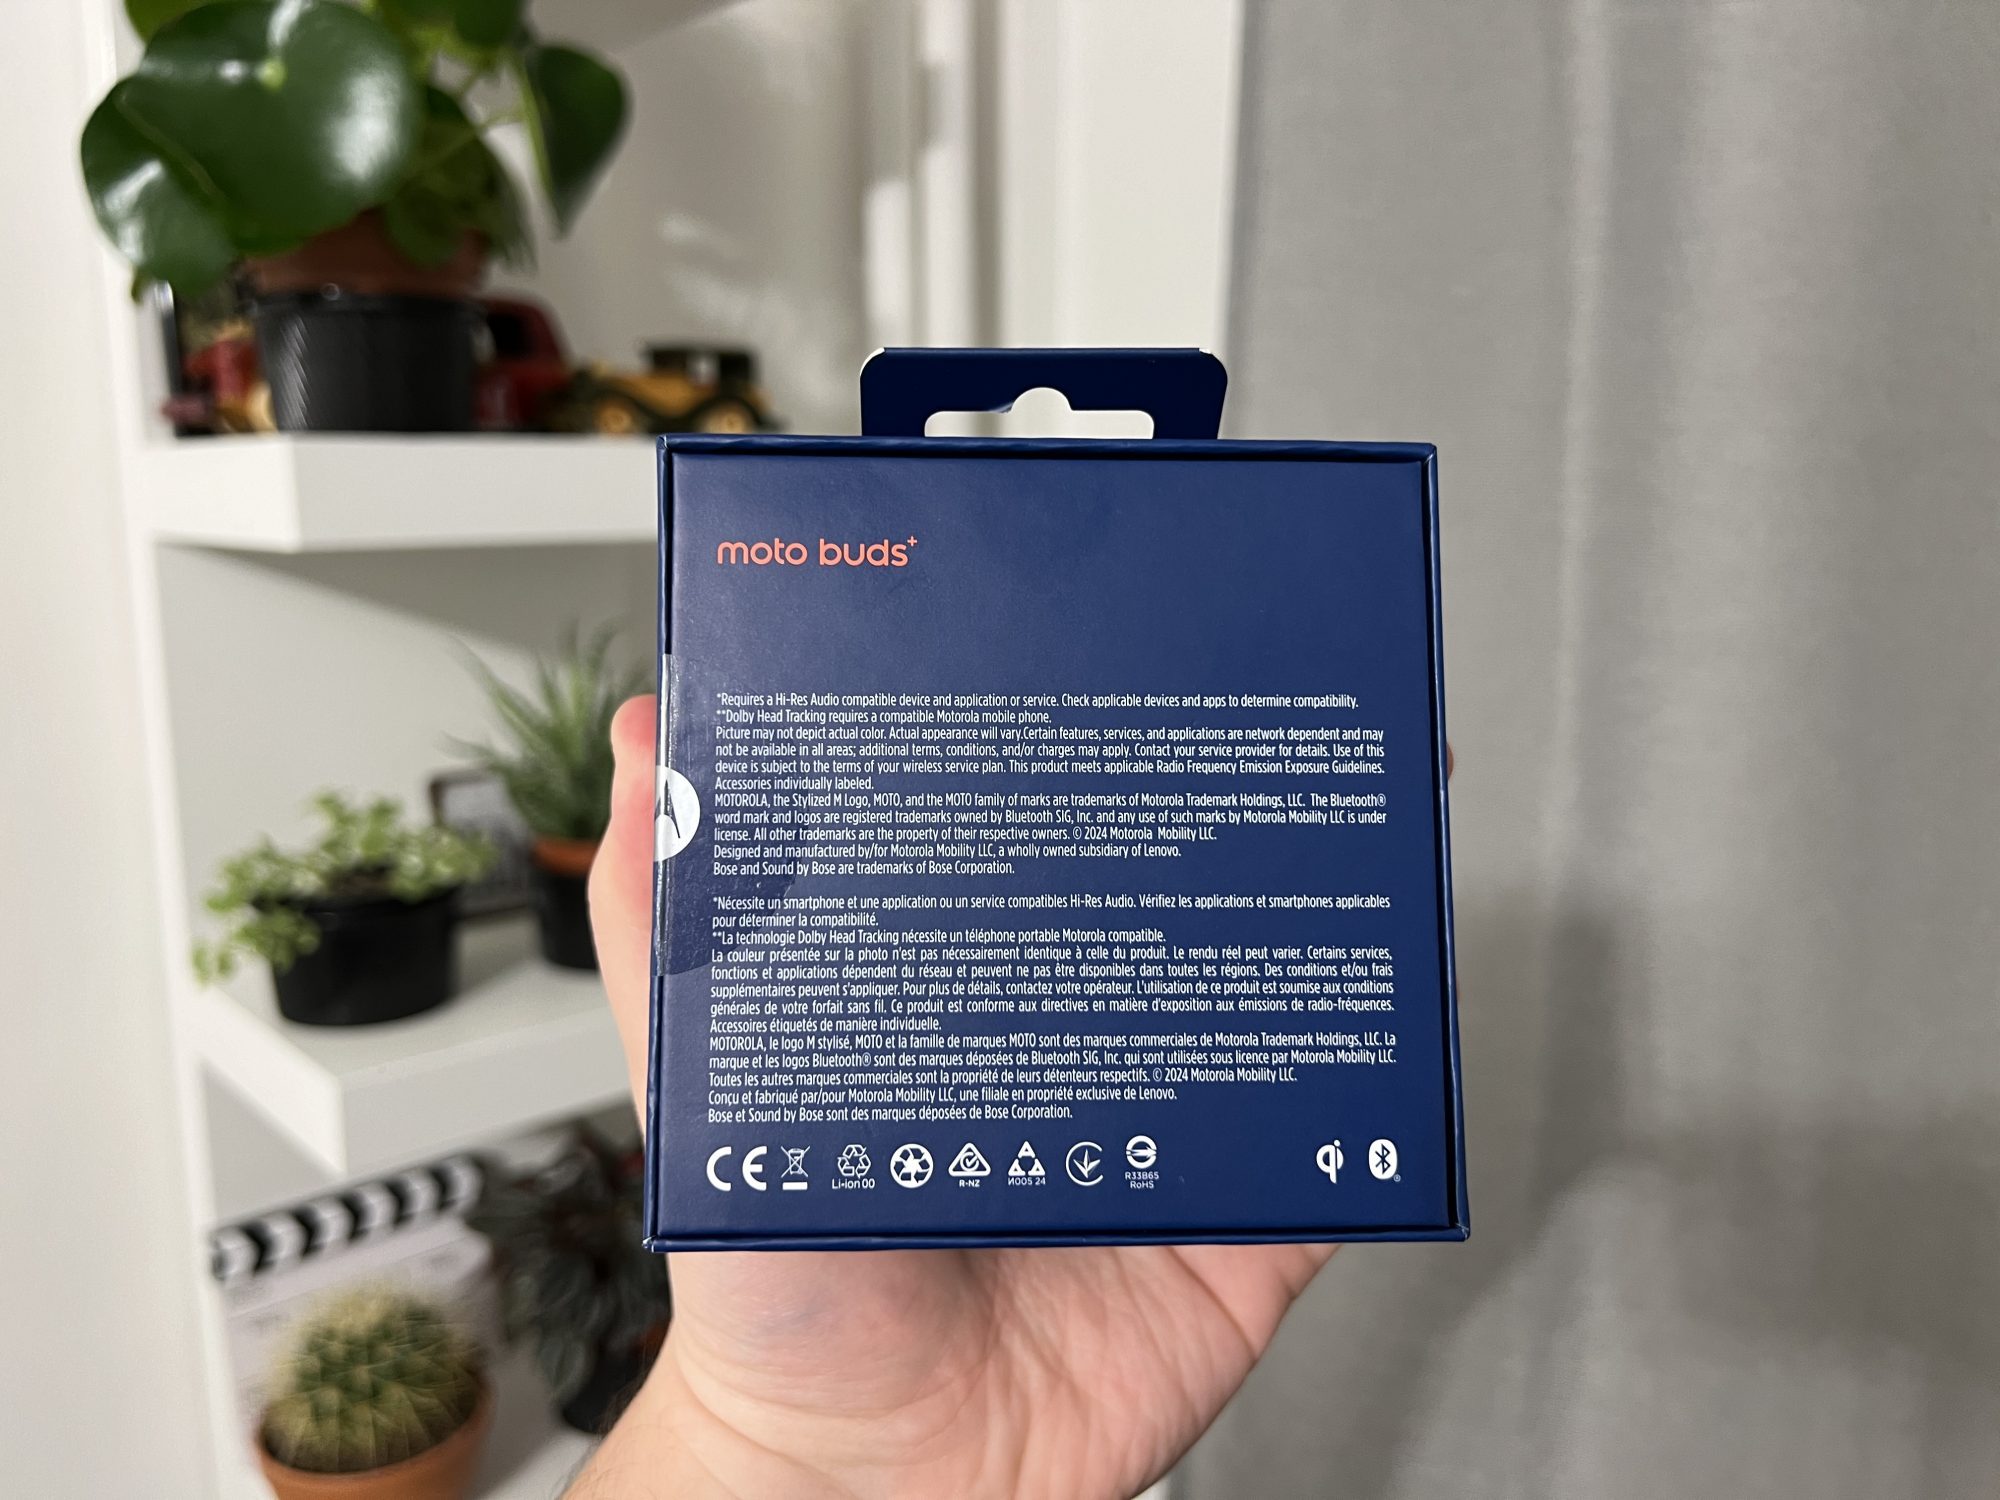 moto buds+
*Requires a Hi-Res Audio compatible device and application or service. Check applicable devices and apps to determine compatibility.
**Dolby Head Tracking requires a compatible Motorola mobile phone.
Picture may not depict actual color. Actual appearance will vary.Certain features, services, and applications are network dependent and may
not be available in all areas; additional terms, conditions, and/or charges may apply. Contact your service provider for details. Use of this
device is subject to the terms of your wireless service plan. This product meets applicable Radio Frequency Emission Exposure Guidelines.
Accessories individually labeled.
MOTOROLA, the Stylized M Logo, MOTO, and the MOTO family of marks are trademarks of Motorola Trademark Holdings, LLC. The Bluetooth®
word mark and logos are registered trademarks owned by Bluetooth SIG, Inc. and any use of such marks by Motorola Mobility LLC is under
license. All other trademarks are the property of their respective owners. © 2024 Motorola Mobility LLC.
Designed and manufactured by/for Motorola Mobility LLC, a wholly owned subsidiary of Lenovo.
Bose and Sound by Bose are trademarks of Bose Corporation.
*Nécessite un smartphone et une application ou un service compatibles Hi-Res Audio. Vérifiez les applications et smartphones applicables
pour déterminer la compatibilité.
**La technologie Dolby Head Tracking nécessite un téléphone portable Motorola compatible.
La couleur présentée sur la photo n'est pas nécessairement identique à celle du produit. Le rendu réel peut varier. Certains services,
fonctions et applications dépendent du réseau et peuvent ne pas être disponibles dans toutes les régions. Des conditions et/ou frais
supplémentaires peuvent s'appliquer. Pour plus de détails, contactez votre opérateur. L'utilisation de ce produit est soumise aux conditions
générales de votre forfait sans fil. Ce produit est conforme aux directives en matière d'exposition aux émissions de radio-fréquences.
Accessoires étiquetés de manière individuelle.
MOTOROLA, le logo M stylisé, MOTO et la famille de marques MOTO sont des marques commerciales de Motorola Trademark Holdings, LLC. La
marque et les logos Bluetooth® sont des marques déposées de Bluetooth SIG, Inc. qui sont utilisées sous licence par Motorola Mobility LLC.
Toutes les autres marques commerciales sont la propriété de leurs détenteurs respectifs. © 2024 Motorola Mobility LLC.
Conçu et fabriqué par/pour Motorola Mobility LLC, une filiale en propriété exclusive de Lenovo.
Bose et Sound by Bose sont des marques déposées de Bose Corporation.
CE Li-ion 00 R-NZ И005 24 R33B65 RoHS qi ®